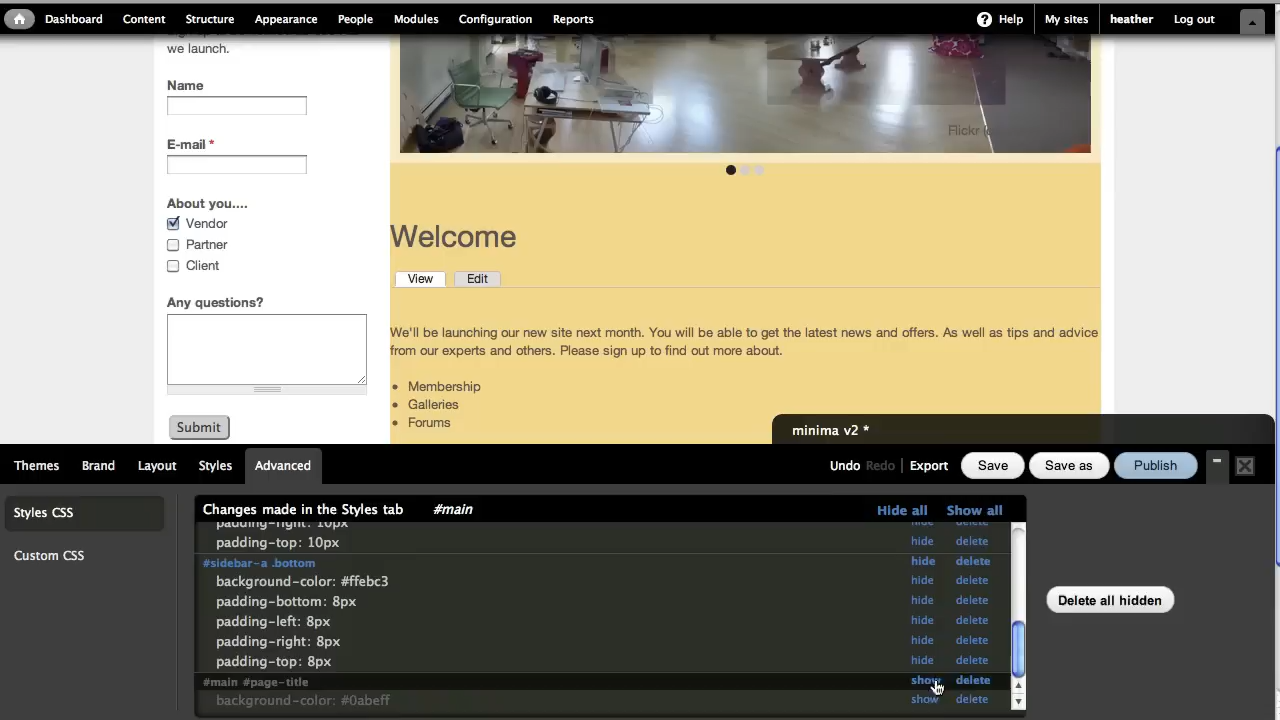 Dashboard Content Structure Appearance People Modules Configuration Reports Help My sites heather Log out
we launch.
Name
E-mail *
About you....
Vendor
Partner
Client
Any questions?
Submit
Flickr
Welcome
View Edit
We'll be launching our new site next month. You will be able to get the latest news and offers. As well as tips and advice
from our experts and others. Please sign up to find out more about.
Membership
Galleries
Forums
minima v2 *
Themes Brand Layout Styles Advanced Undo Redo Export Save Save as Publish
Styles CSS
Custom CSS
Changes made in the Styles tab #main Hide all Show all
padding-right: 10px hide delete
padding-top: 10px hide delete
#sidebar-a .bottom hide delete
background-color: #ffebc3 hide delete
padding-bottom: 8px hide delete
padding-left: 8px hide delete
padding-right: 8px hide delete
padding-top: 8px hide delete
#main #page-title show delete
background-color: #0abeff show delete
Delete all hidden